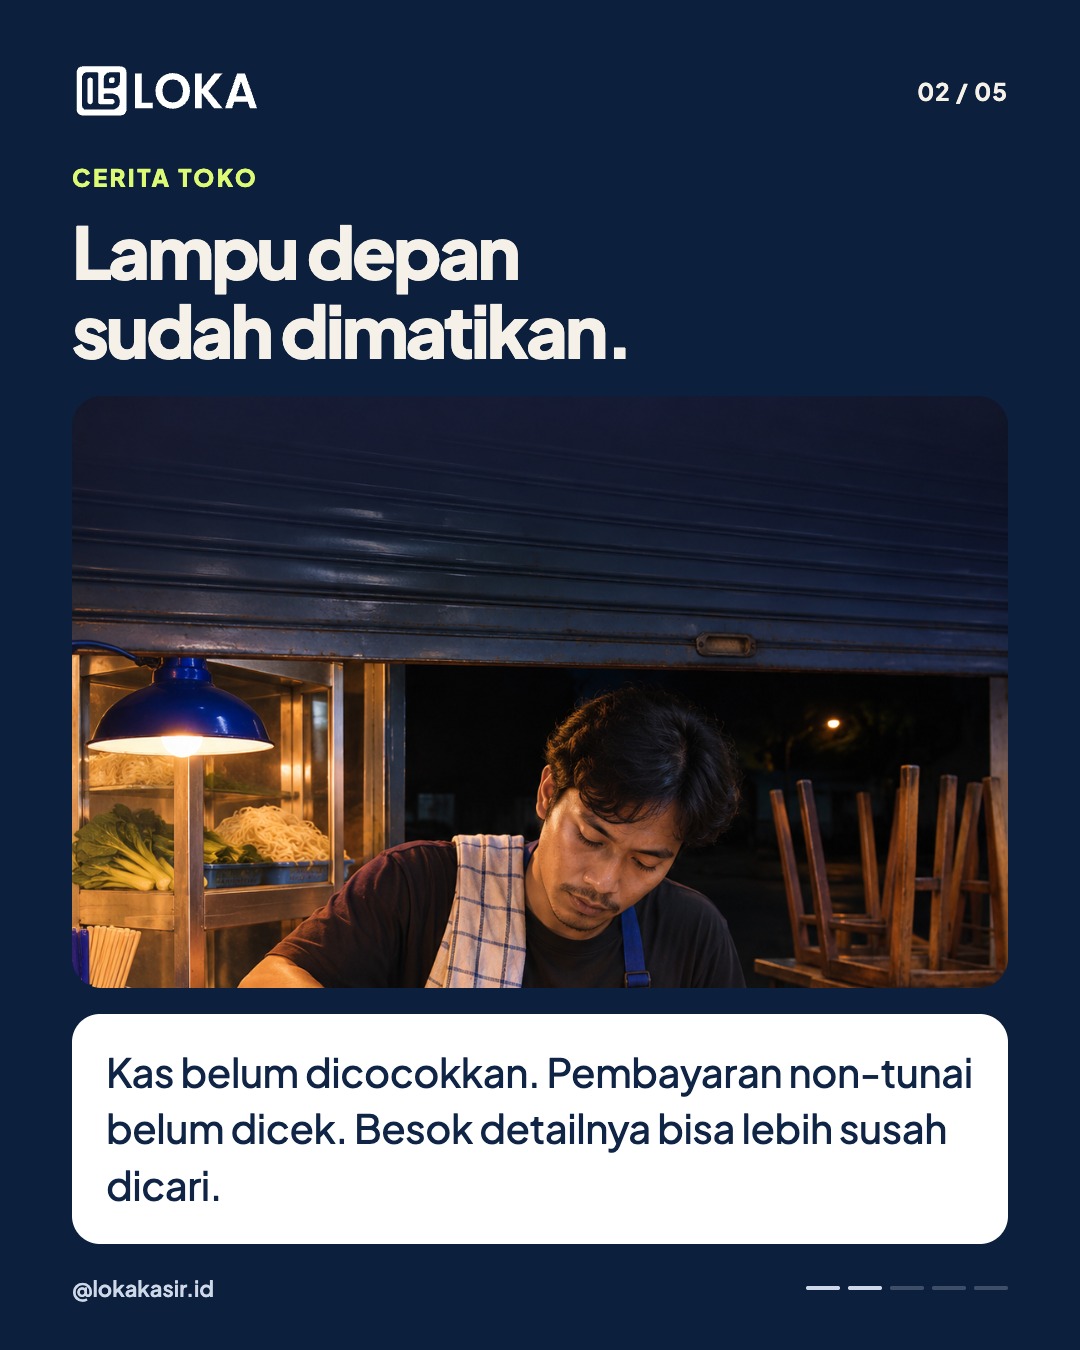 LOKA
02 / 05
CERITA TOKO
Lampu depan
sudah dimatikan.
Kas belum dicocokkan. Pembayaran non-tunai
belum dicek. Besok detailnya bisa lebih susah
dicari.
@lokakasir.id